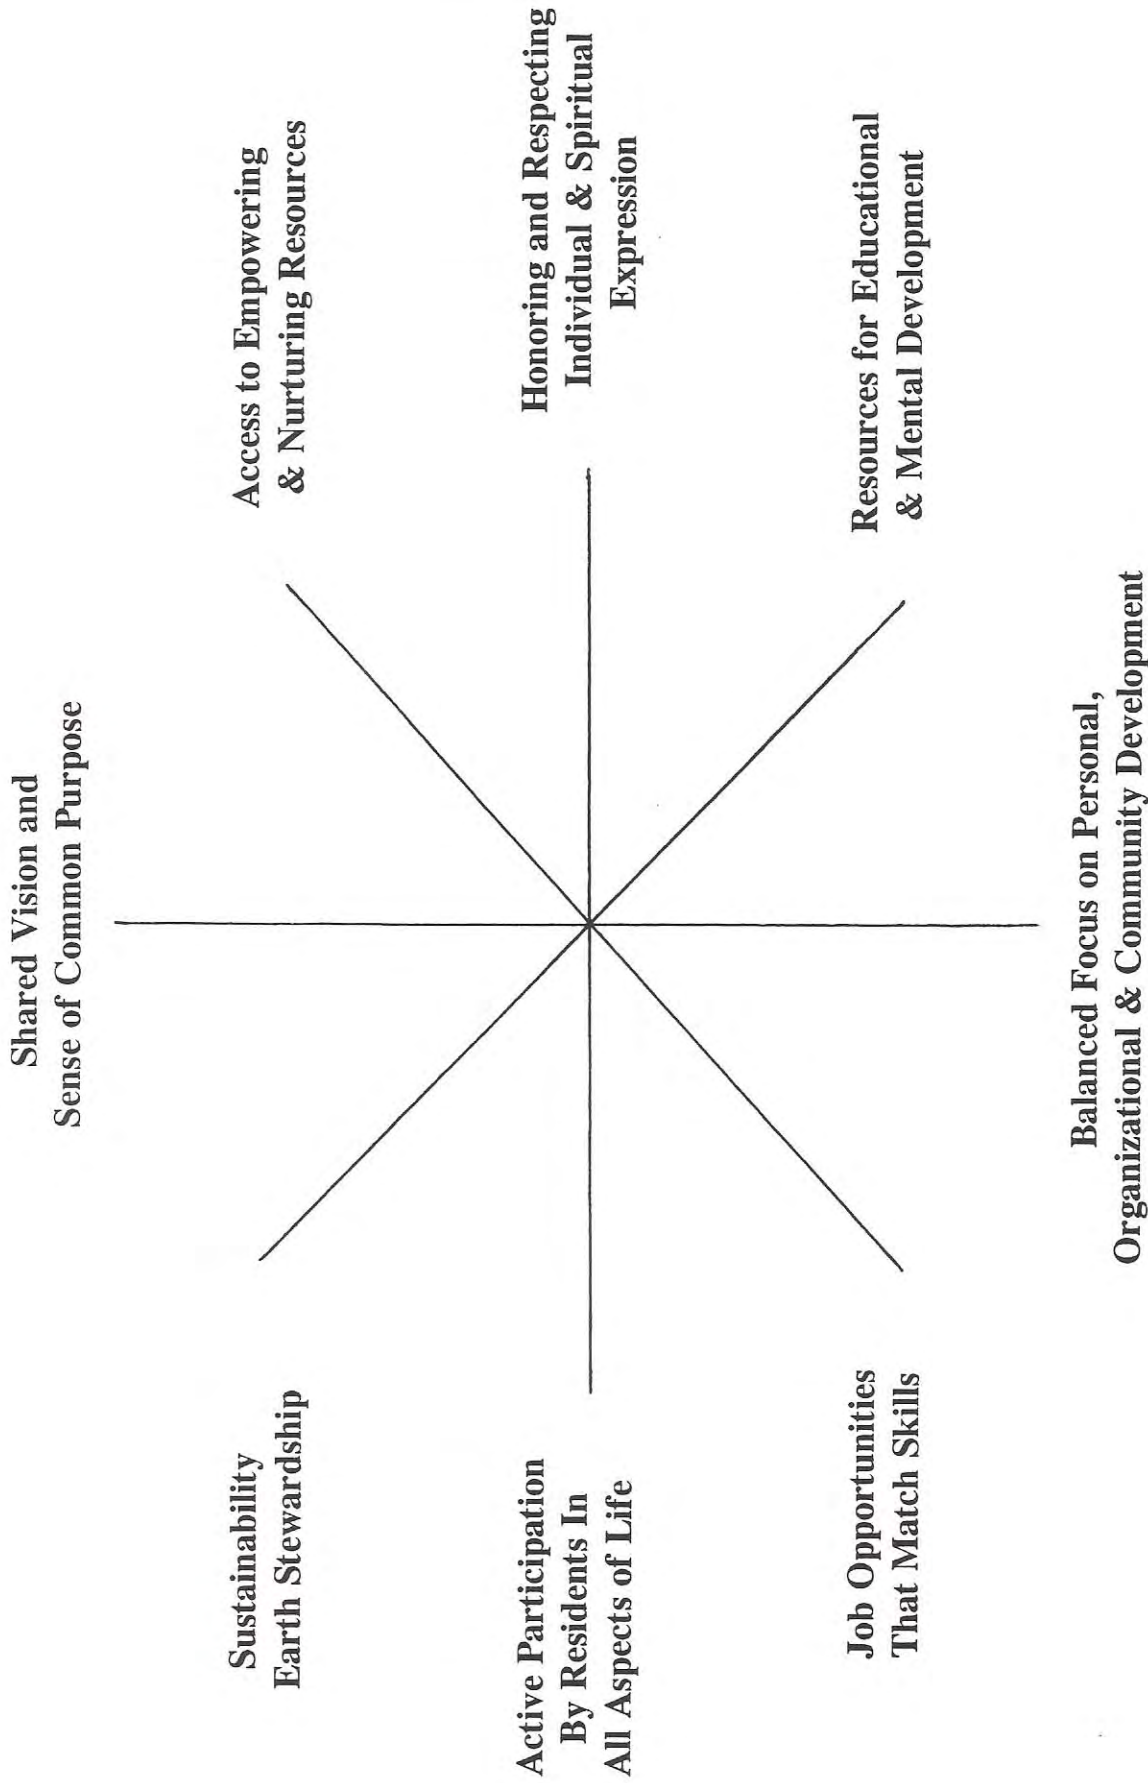 Shared Vision and
Sense of Common Purpose
Sustainability
Earth Stewardship
Access to Empowering
& Nurturing Resources
Active Participation
By Residents In
All Aspects of Life
Honoring and Respecting
Individual & Spiritual
Expression
Job Opportunities
That Match Skills
Resources for Educational
& Mental Development
Balanced Focus on Personal,
Organizational & Community Development